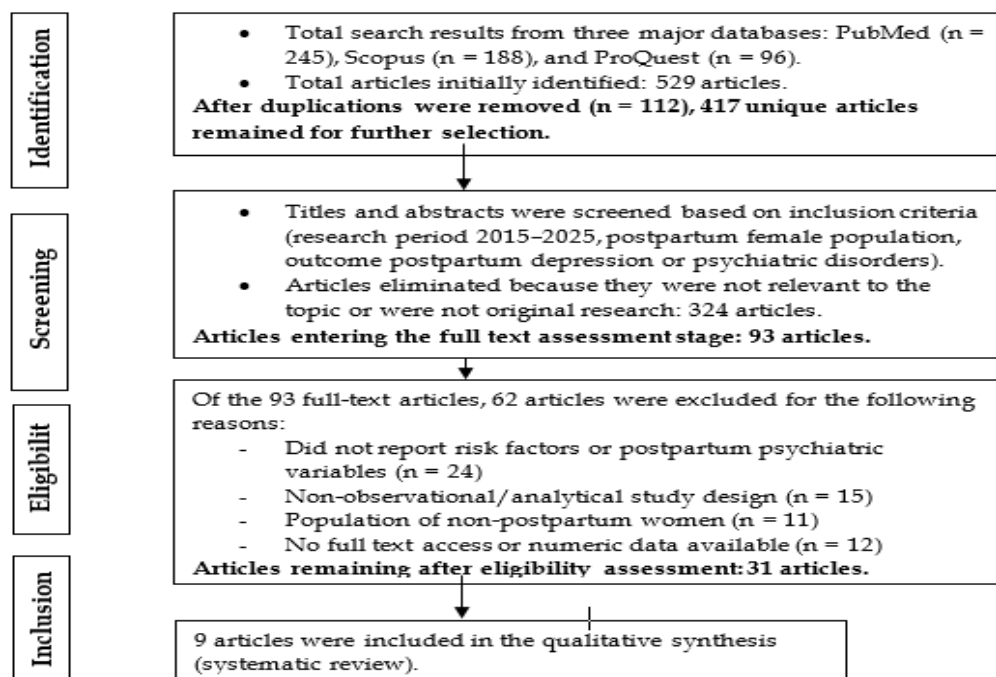 Identification
• Total search results from three major databases: PubMed (n =
245), Scopus (n = 188), and ProQuest (n = 96).
• Total articles initially identified: 529 articles.
After duplications were removed (n = 112), 417 unique articles
remained for further selection.
Screening
• Titles and abstracts were screened based on inclusion criteria
(research period 2015–2025, postpartum female population,
outcome postpartum depression or psychiatric disorders).
• Articles eliminated because they were not relevant to the
topic or were not original research: 324 articles.
Articles entering the full text assessment stage: 93 articles.
Eligibilit
Of the 93 full-text articles, 62 articles were excluded for the following
reasons:
- Did not report risk factors or postpartum psychiatric
variables (n = 24)
- Non-observational/analytical study design (n = 15)
- Population of non-postpartum women (n = 11)
- No full text access or numeric data available (n = 12)
Articles remaining after eligibility assessment: 31 articles.
Inclusion
9 articles were included in the qualitative synthesis
(systematic review).